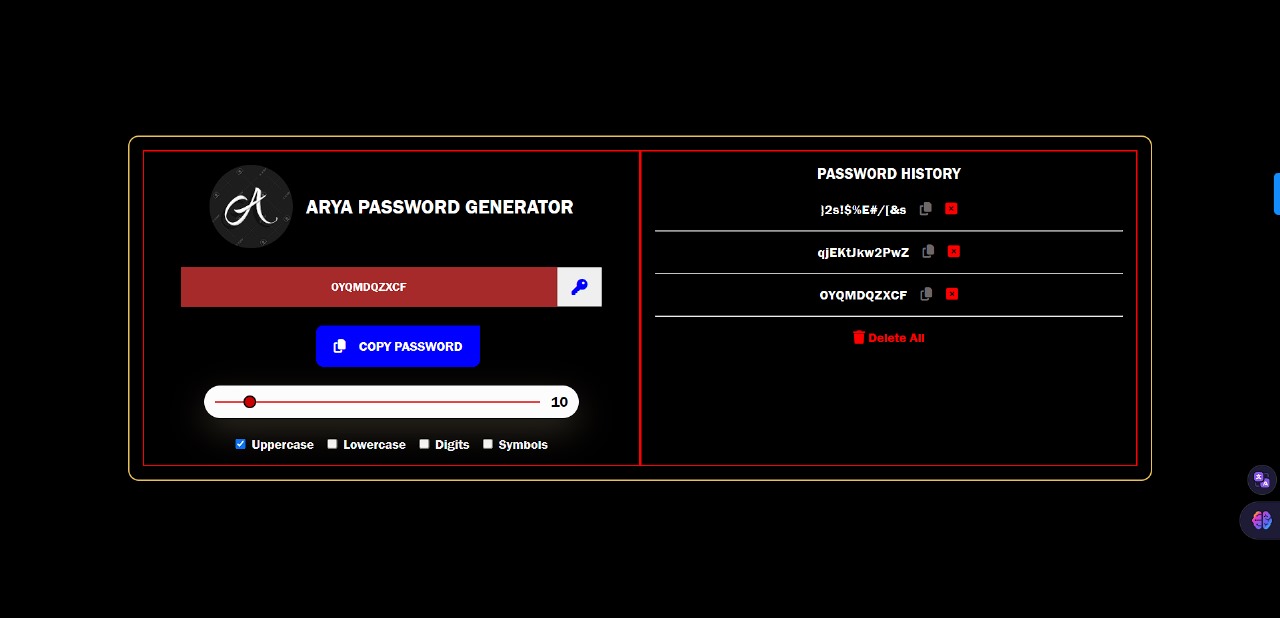 ARYA PASSWORD GENERATOR
OYQMDQZXCF
COPY PASSWORD
10
Uppercase Lowercase Digits Symbols
PASSWORD HISTORY
)2s!$%E#/[&s
qjEKtJkw2PwZ
OYQMDQZXCF
Delete All